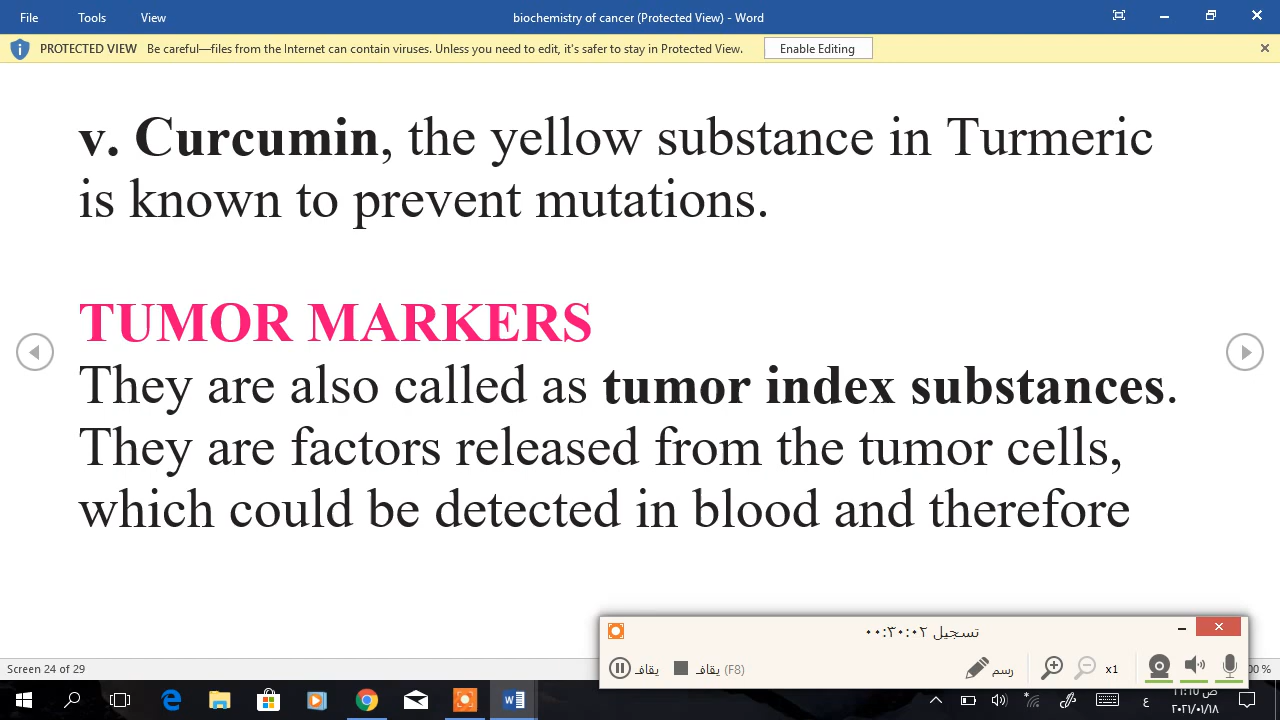 File Tools View biochemistry of cancer (Protected View) - Word
PROTECTED VIEW Be careful—files from the Internet can contain viruses. Unless you need to edit, it's safer to stay in Protected View. Enable Editing
v. Curcumin, the yellow substance in Turmeric
is known to prevent mutations.
TUMOR MARKERS
They are also called as tumor index substances.
They are factors released from the tumor cells,
which could be detected in blood and therefore
تسجيل ٠٠:٣٠:٠٢
يقاف يقاف (F8) رسم x1
Screen 24 of 29
ع
٢٠٢١/٠١/١٨